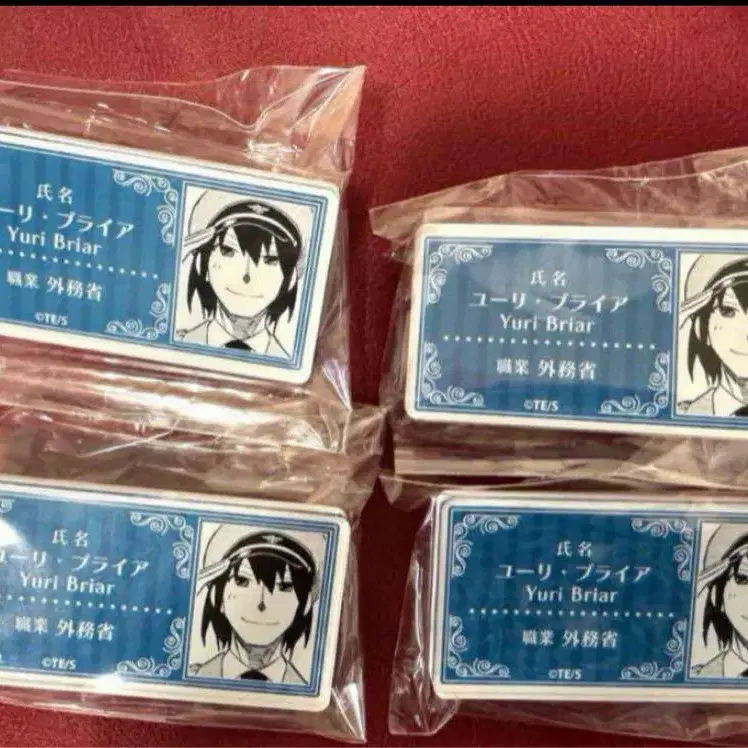 氏名
ーリ・ブライア
Yuri Briar
職業 外務省
©TE/S
氏名
ユーリ・ブライア
Yuri Briar
職業 外務省
©TE/S
氏名
ユーリ・ブライア
Yuri Briar
職業 外務省
©TE/S
氏名
ユーリ・ブライア
Yuri Briar
職業 外務省
©TE/S